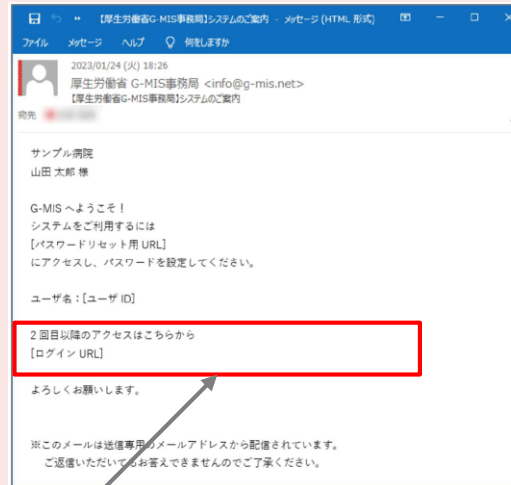 【厚生労働省G-MIS事務局】システムのご案内 - メッセージ (HTML 形式)
ファイル メッセージ ヘルプ 何をしますか
2023/01/24 (火) 18:26
厚生労働省 G-MIS事務局 <info@g-mis.net>
【厚生労働省G-MIS事務局】システムのご案内
宛先
サンプル病院
山田 太郎 様
G-MIS へようこそ!
システムをご利用するには
[パスワードリセット用 URL]
にアクセスし、パスワードを設定してください。
ユーザ名:[ユーザ ID]
2 回目以降のアクセスはこちらから
[ログイン URL]
よろしくお願いします。
※このメールは送信専用のメールアドレスから配信されています。
ご返信いただいてもお答えできませんのでご了承ください。